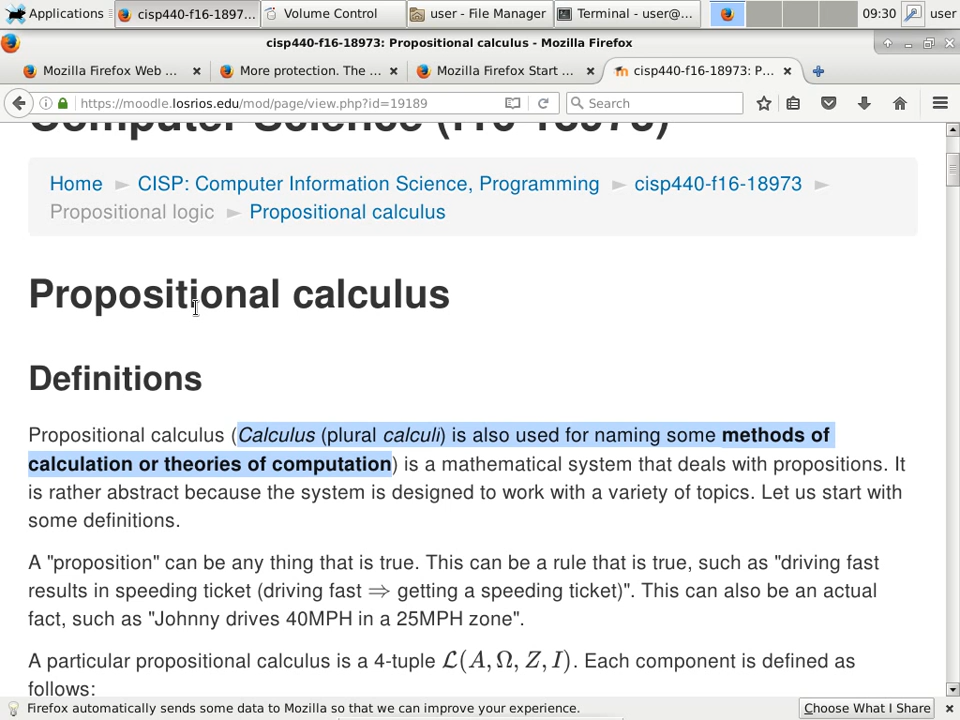 Applications
cisp440-f16-1897...
Volume Control
user - File Manager
Terminal - user@...
09:30
user
cisp440-f16-18973: Propositional calculus - Mozilla Firefox
Mozilla Firefox Web ...
More protection. The ...
Mozilla Firefox Start ...
cisp440-f16-18973: P...
https://moodle.losrios.edu/mod/page/view.php?id=19189
Search
Computer Science (f16-18973)
Home ► CISP: Computer Information Science, Programming ► cisp440-f16-18973 ►
Propositional logic ► Propositional calculus
Propositional calculus
Definitions
Propositional calculus (Calculus (plural calculi) is also used for naming some methods of
calculation or theories of computation) is a mathematical system that deals with propositions. It
is rather abstract because the system is designed to work with a variety of topics. Let us start with
some definitions.
A "proposition" can be any thing that is true. This can be a rule that is true, such as "driving fast
results in speeding ticket (driving fast ⇒ getting a speeding ticket)". This can also be an actual
fact, such as "Johnny drives 40MPH in a 25MPH zone".
A particular propositional calculus is a 4-tuple ℒ(A, Ω, Z, I). Each component is defined as
follows:
Firefox automatically sends some data to Mozilla so that we can improve your experience.
Choose What I Share